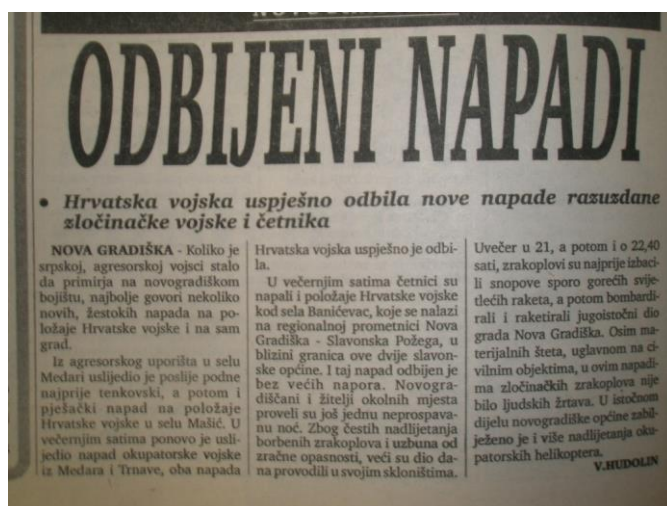 ODBIJENI NAPADI
• Hrvatska vojska uspješno odbila nove napade razuzdane
zločinačke vojske i četnika
NOVA GRADIŠKA - Koliko je
srpskoj, agresorskoj vojsci stalo
da primirja na novogradiškom
bojištu, najbolje govori nekoliko
novih, žestokih napada na po-
ložaje Hrvatske vojske i na sam
grad.
Iz agresorskog uporišta u selu
Medari uslijedio je poslije podne
najprije tenkovski, a potom i
pješački napad na položaje
Hrvatske vojske u selu Mašić. U
večernjim satima ponovo je usli-
jedio napad okupatorske vojske
iz Medara i Trnave, oba napada
Hrvatska vojska uspješno je odbi-
la.
U večernjim satima četnici su
napali i položaje Hrvatske vojske
kod sela Banićevac, koje se nalazi
na regionalnoj prometnici Nova
Gradiška - Slavonska Požega, u
blizini granica ove dvije slavon-
ske općine. I taj napad odbijen je
bez većih napora. Novogra-
diščani i žitelji okolnih mjesta
proveli su još jednu neprospava-
nu noć. Zbog čestih nadlijetanja
borbenih zrakoplova i uzbuna od
zračne opasnosti, veći su dio da-
na provodili u svojim skloništima.
Uvečer u 21, a potom i o 22,40
sati, zrakoplovi su najprije izbaci-
li snopove sporo gorećih svije-
tlećih raketa, a potom bombardi-
rali i raketirali jugoistočni dio
grada Nova Gradiška. Osim ma-
terijalnih šteta, uglavnom na ci-
vilnim objektima, u ovim napadi-
ma zločinačkih zrakoplova nije
bilo ljudskih žrtava. U istočnom
dijelu novogradiške općine zabil-
ježeno je i više nadlijetanja oku-
patorskih helikoptera.
V.HUDOLIN